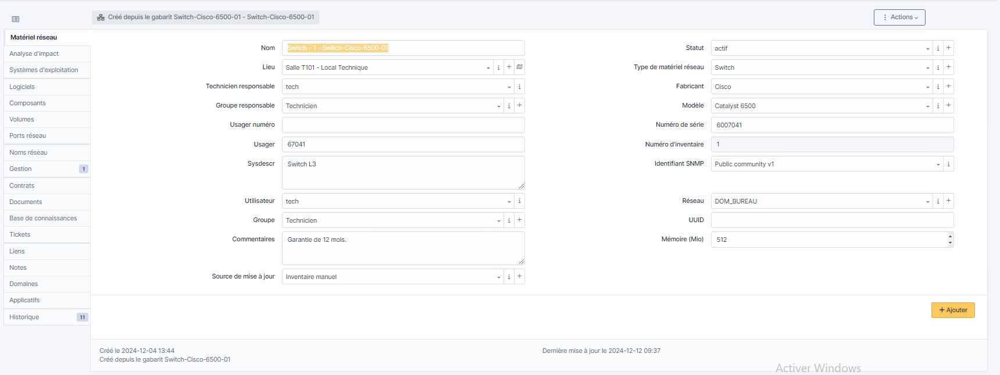 Créé depuis le gabarit Switch-Cisco-6500-01 - Switch-Cisco-6500-01
Actions
Matériel réseau
Analyse d'impact
Systèmes d'exploitation
Logiciels
Composants
Volumes
Ports réseau
Noms réseau
Gestion 1
Contrats
Documents
Base de connaissances
Tickets
Liens
Notes
Domaines
Applicatifs
Historique 11
Nom Switch - 1 - Switch-Cisco-6500-01
Lieu Salle T101 - Local Technique
Technicien responsable tech
Groupe responsable Technicien
Usager numéro
Usager 67041
Sysdescr Switch L3
Utilisateur tech
Groupe Technicien
Commentaires Garantie de 12 mois.
Source de mise à jour Inventaire manuel
Statut actif
Type de matériel réseau Switch
Fabricant Cisco
Modèle Catalyst 6500
Numéro de série 6007041
Numéro d'inventaire 1
Identifiant SNMP Public community v1
Réseau DOM_BUREAU
UUID
Mémoire (Mio) 512
+ Ajouter
Créé le 2024-12-04 13:44
Créé depuis le gabarit Switch-Cisco-6500-01
Dernière mise à jour le 2024-12-12 09:37
Activer Windows